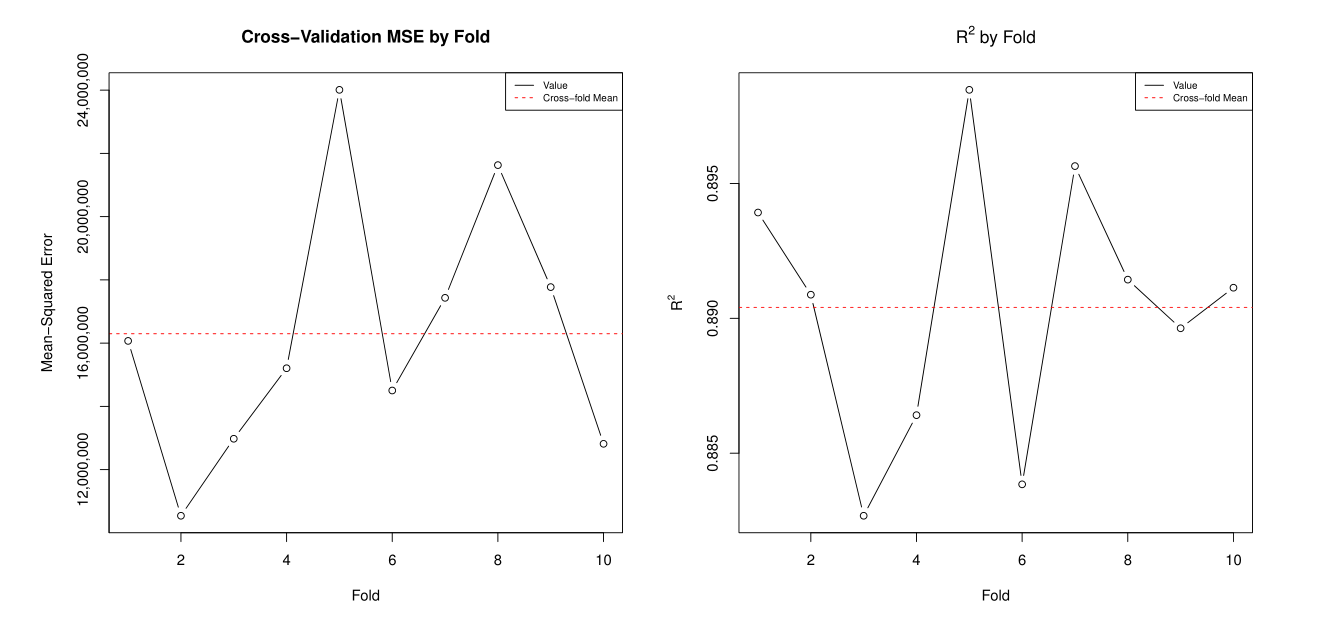 Cross−Validation MSE by Fold
Value
Cross−fold Mean
Mean−Squared Error
24,000,000
20,000,000
16,000,000
12,000,000
2 4 6 8 10
Fold
R² by Fold
Value
Cross−fold Mean
R²
0.895
0.890
0.885
2 4 6 8 10
Fold